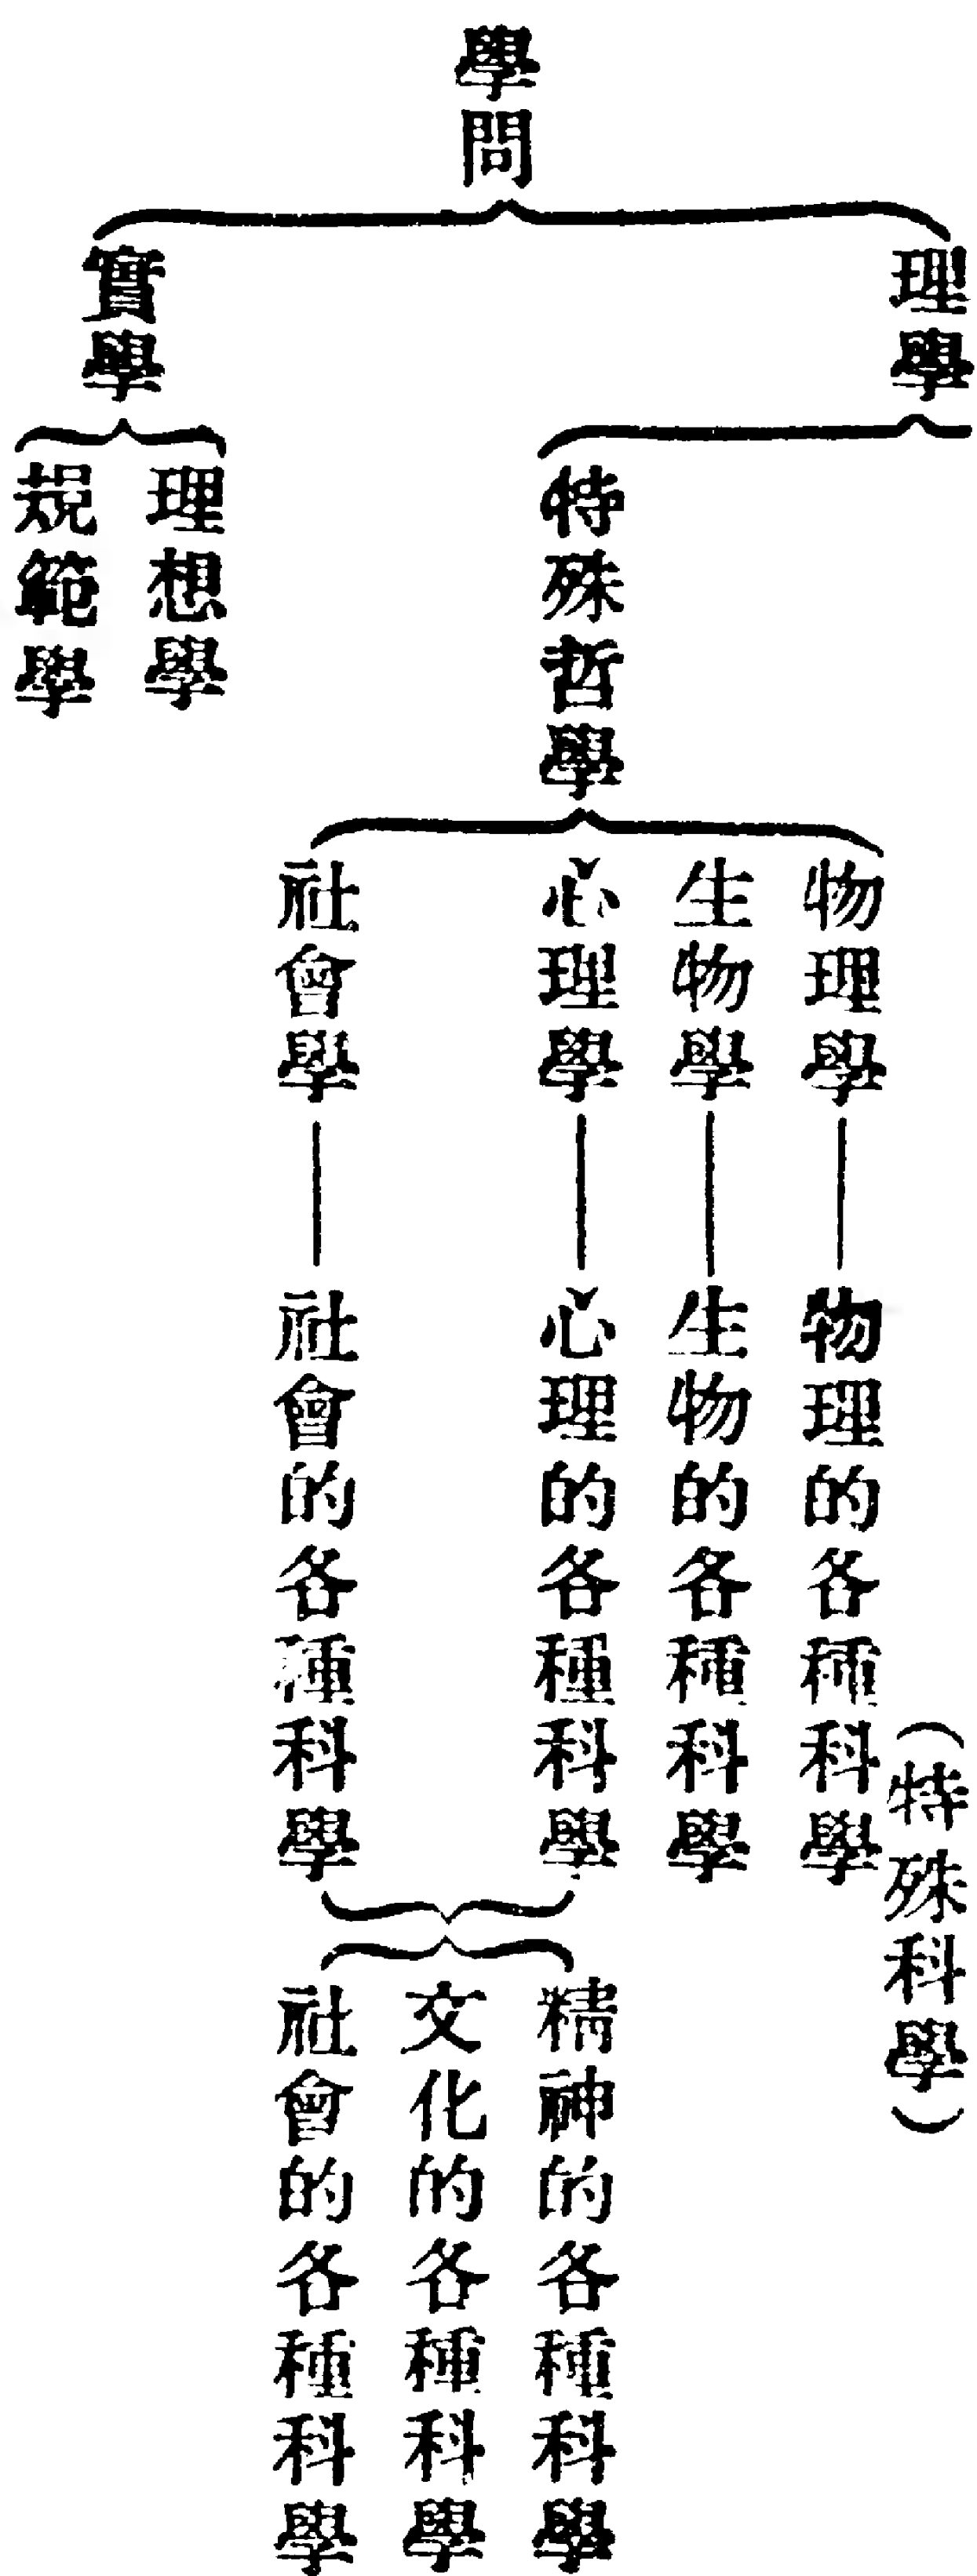 學問
理學
實學
特殊哲學
理想學
規範學
物理學
生物學
心理學
社會學
物理的各種科學
生物的各種科學
心理的各種科學
社會的各種科學
(特殊科學)
精神的各種科學
文化的各種科學
社會的各種科學